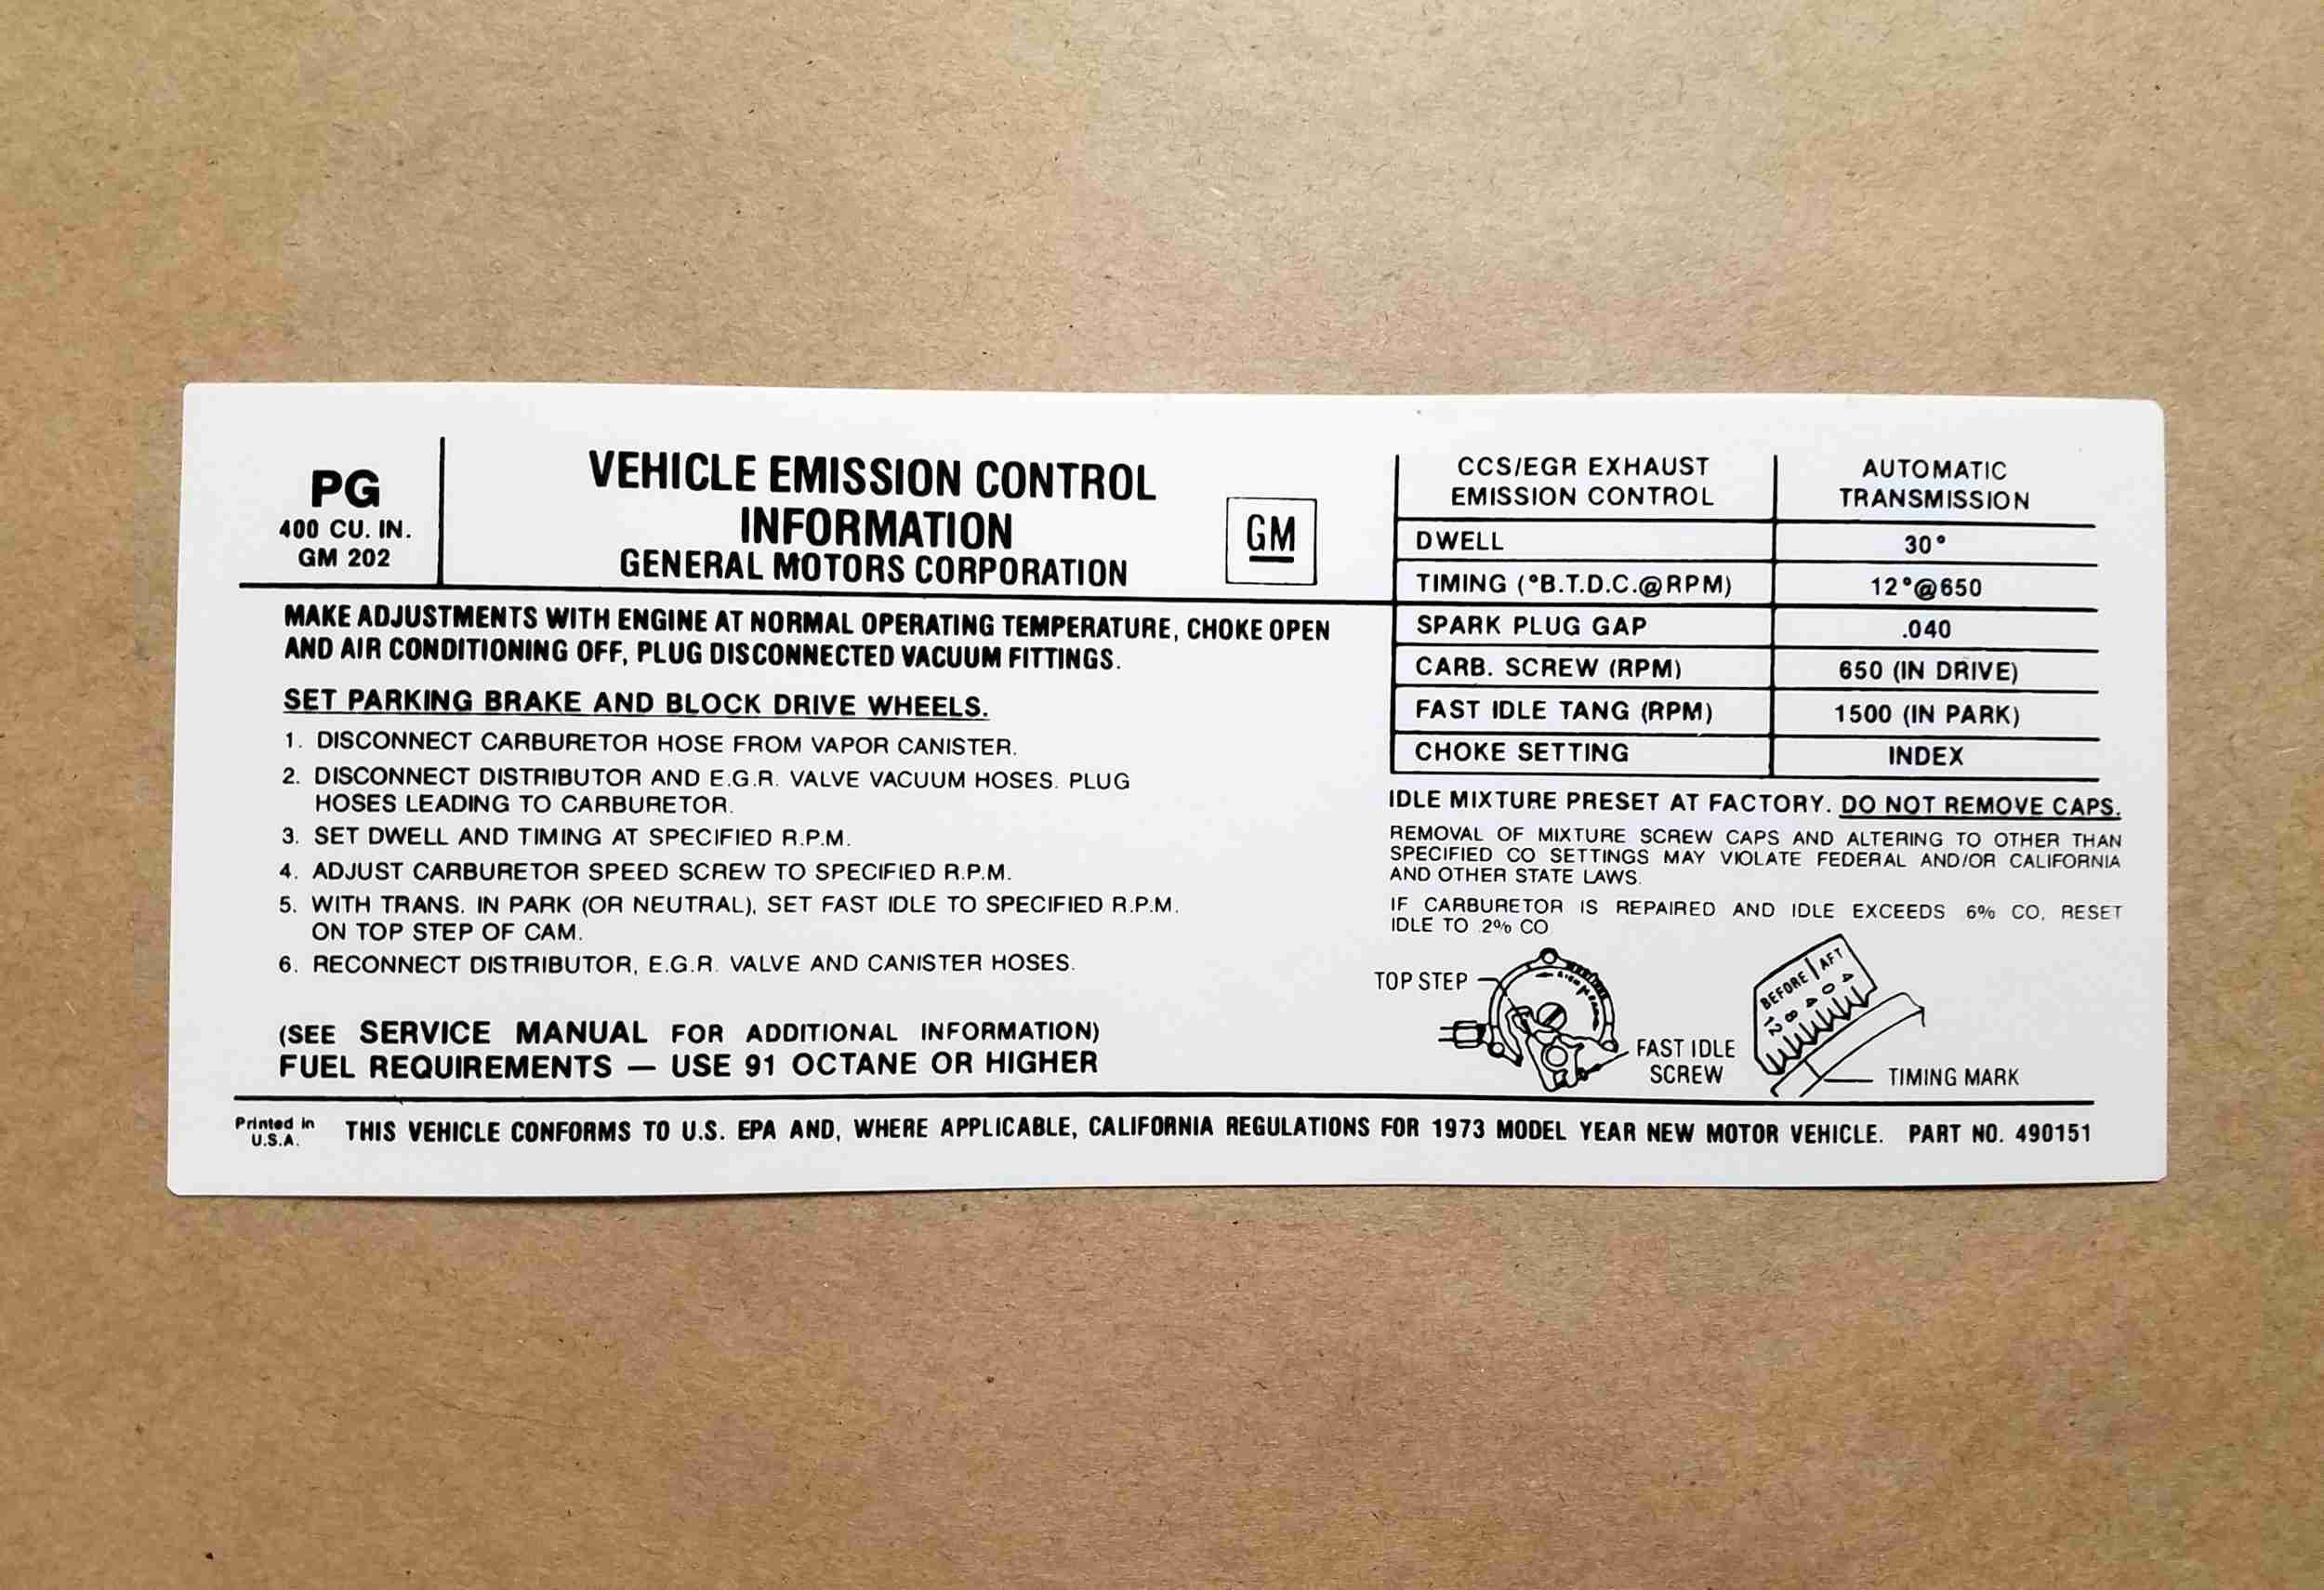 PG
400 CU. IN.
GM 202
VEHICLE EMISSION CONTROL
INFORMATION
GENERAL MOTORS CORPORATION
GM
MAKE ADJUSTMENTS WITH ENGINE AT NORMAL OPERATING TEMPERATURE, CHOKE OPEN
AND AIR CONDITIONING OFF, PLUG DISCONNECTED VACUUM FITTINGS.
SET PARKING BRAKE AND BLOCK DRIVE WHEELS.
1. DISCONNECT CARBURETOR HOSE FROM VAPOR CANISTER.
2. DISCONNECT DISTRIBUTOR AND E.G.R. VALVE VACUUM HOSES. PLUG
HOSES LEADING TO CARBURETOR.
3. SET DWELL AND TIMING AT SPECIFIED R.P.M.
4. ADJUST CARBURETOR SPEED SCREW TO SPECIFIED R.P.M.
5. WITH TRANS. IN PARK (OR NEUTRAL), SET FAST IDLE TO SPECIFIED R.P.M.
ON TOP STEP OF CAM.
6. RECONNECT DISTRIBUTOR, E.G.R. VALVE AND CANISTER HOSES.
(SEE SERVICE MANUAL FOR ADDITIONAL INFORMATION)
FUEL REQUIREMENTS — USE 91 OCTANE OR HIGHER
CCS/EGR EXHAUST
EMISSION CONTROL
AUTOMATIC
TRANSMISSION
DWELL 30°
TIMING (°B.T.D.C.@RPM) 12°@650
SPARK PLUG GAP .040
CARB. SCREW (RPM) 650 (IN DRIVE)
FAST IDLE TANG (RPM) 1500 (IN PARK)
CHOKE SETTING INDEX
IDLE MIXTURE PRESET AT FACTORY. DO NOT REMOVE CAPS.
REMOVAL OF MIXTURE SCREW CAPS AND ALTERING TO OTHER THAN
SPECIFIED CO SETTINGS MAY VIOLATE FEDERAL AND/OR CALIFORNIA
AND OTHER STATE LAWS.
IF CARBURETOR IS REPAIRED AND IDLE EXCEEDS .6% CO, RESET
IDLE TO .2% CO
TOP STEP
FAST IDLE
SCREW
BEFORE AFT
12 8 4 0 4
TIMING MARK
Printed in
U.S.A.
THIS VEHICLE CONFORMS TO U.S. EPA AND, WHERE APPLICABLE, CALIFORNIA REGULATIONS FOR 1973 MODEL YEAR NEW MOTOR VEHICLE. PART NO. 490151